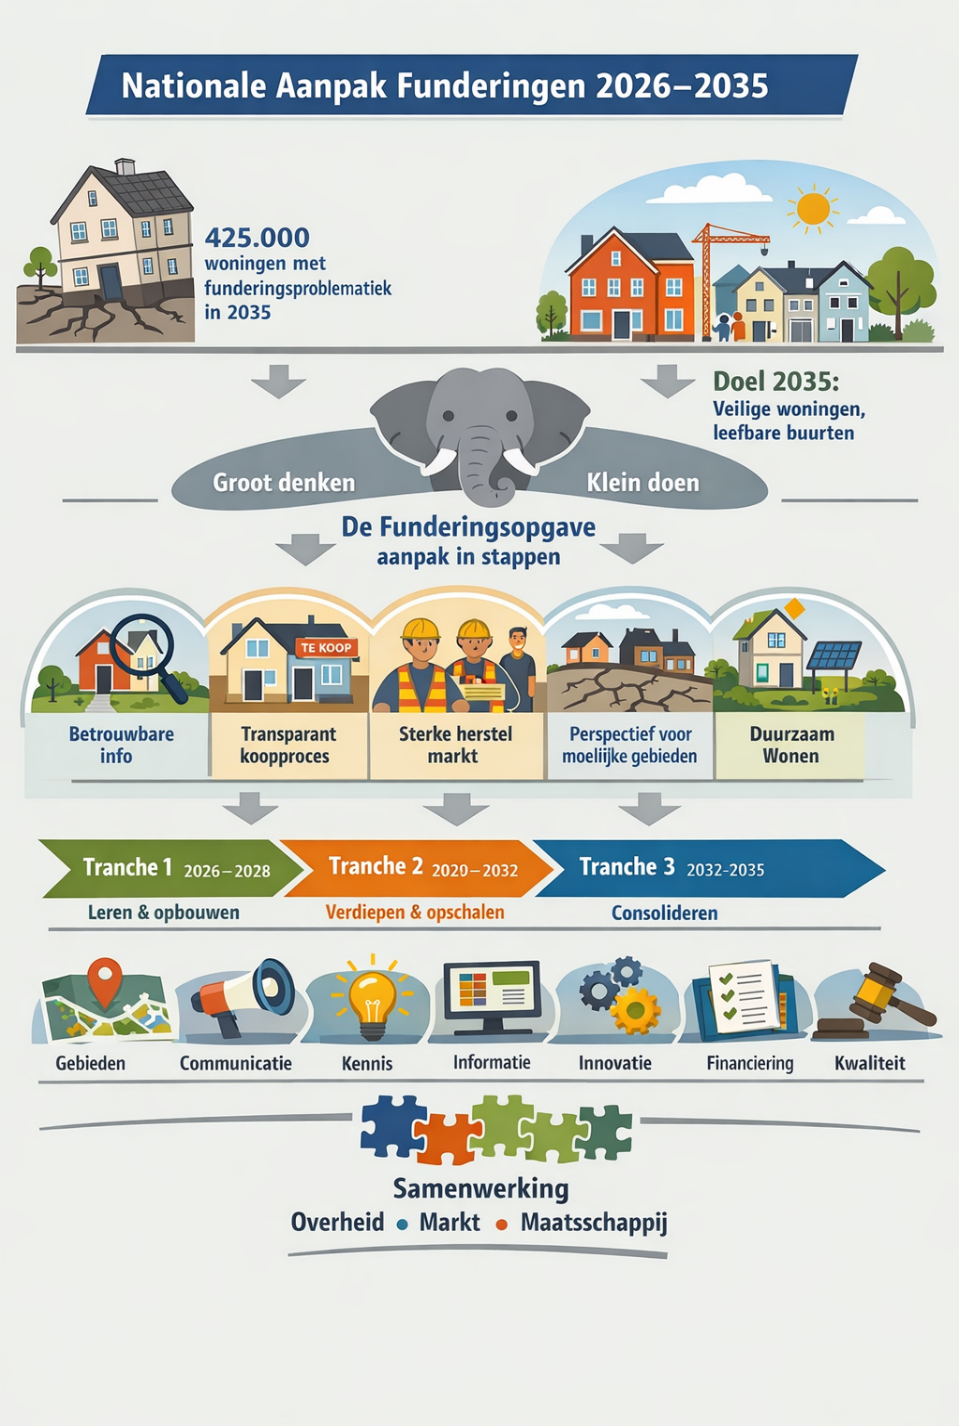 Nationale Aanpak Funderingen 2026–2035
425.000
woningen met
funderingsproblematiek
in 2035
Doel 2035:
Veilige woningen,
leefbare buurten
Groot denken
Klein doen
De Funderingsopgave
aanpak in stappen
TE KOOP
Betrouwbare
info
Transparant
koopproces
Sterke herstel
markt
Perspectief voor
moeliijke gebieden
Duurzaam
Wonen
Tranche 1 2026–2028
Tranche 2 2020–2032
Tranche 3 2032-2035
Leren & opbouwen
Verdiepen & opschalen
Consolideren
Gebieden
Communicatie
Kennis
Informatie
Innovatie
Financiering
Kwaliteit
Samenwerking
Overheid • Markt • Maatsschappij